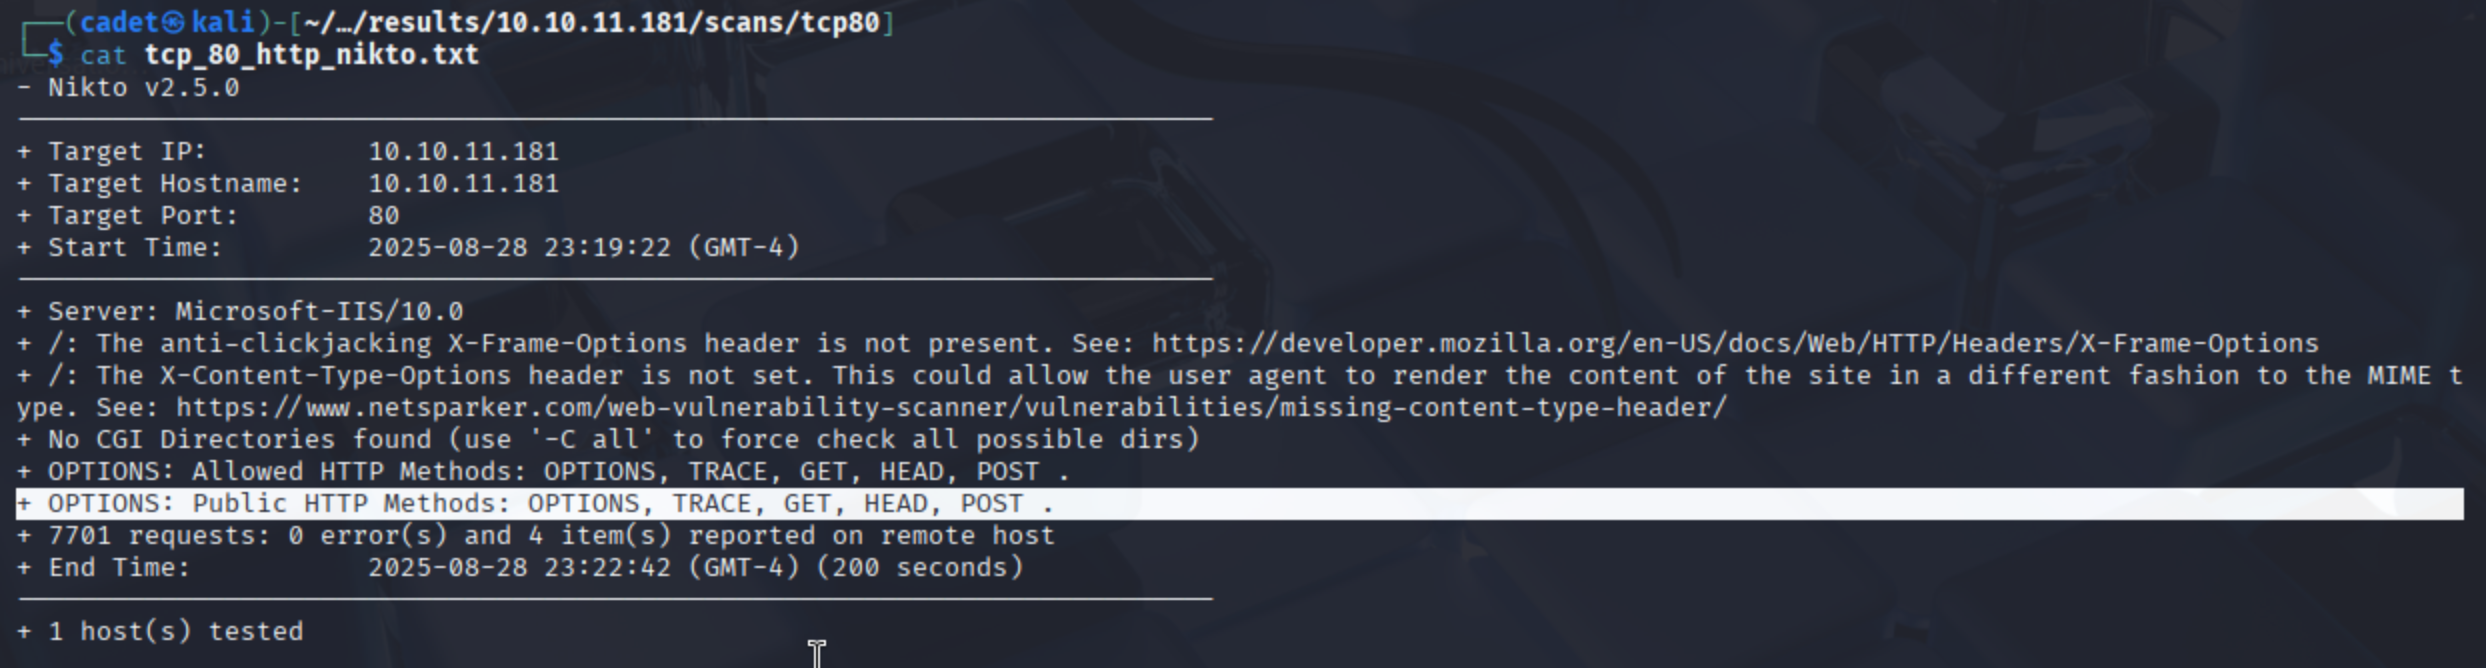 ┌──(cadet㉿kali)-[~/…/results/10.10.11.181/scans/tcp80]
└─$ cat tcp_80_http_nikto.txt
- Nikto v2.5.0
+ Target IP:          10.10.11.181
+ Target Hostname:    10.10.11.181
+ Target Port:        80
+ Start Time:         2025-08-28 23:19:22 (GMT-4)
+ Server: Microsoft-IIS/10.0
+ /: The anti-clickjacking X-Frame-Options header is not present. See: https://developer.mozilla.org/en-US/docs/Web/HTTP/Headers/X-Frame-Options
+ /: The X-Content-Type-Options header is not set. This could allow the user agent to render the content of the site in a different fashion to the MIME t
ype. See: https://www.netsparker.com/web-vulnerability-scanner/vulnerabilities/missing-content-type-header/
+ No CGI Directories found (use '-C all' to force check all possible dirs)
+ OPTIONS: Allowed HTTP Methods: OPTIONS, TRACE, GET, HEAD, POST .
+ OPTIONS: Public HTTP Methods: OPTIONS, TRACE, GET, HEAD, POST .
+ 7701 requests: 0 error(s) and 4 item(s) reported on remote host
+ End Time:           2025-08-28 23:22:42 (GMT-4) (200 seconds)
+ 1 host(s) tested